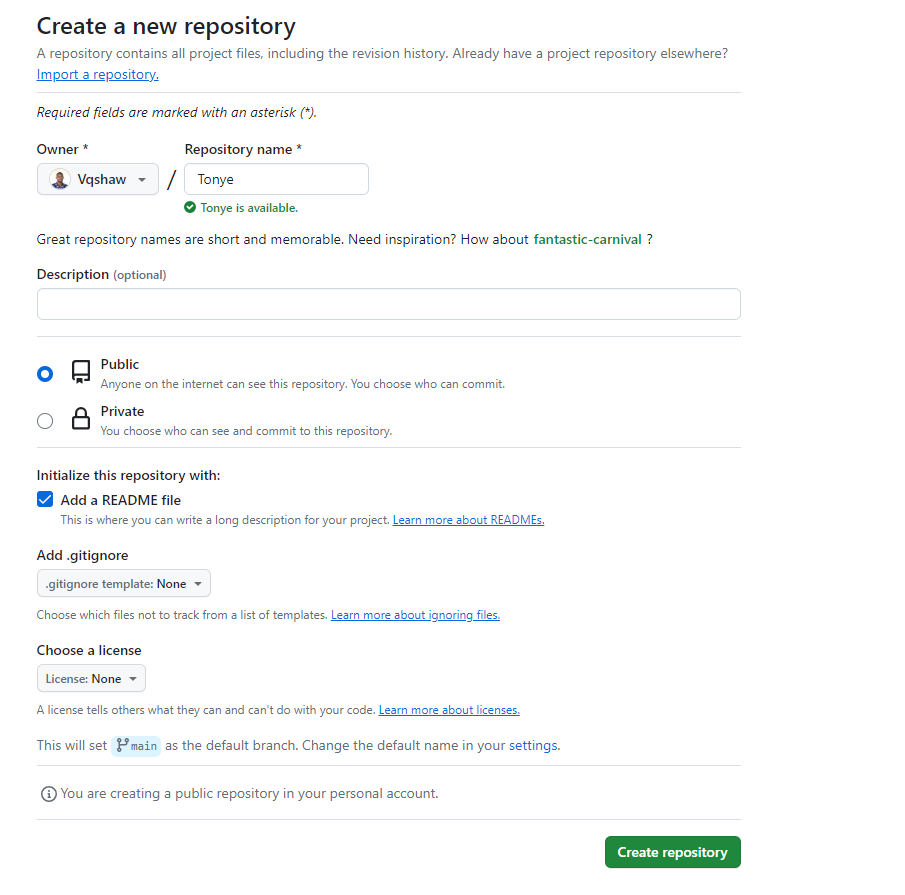 Create a new repository
A repository contains all project files, including the revision history. Already have a project repository elsewhere?
Import a repository.
Required fields are marked with an asterisk (*).
Owner * Repository name *
Vqshaw / Tonye
Tonye is available.
Great repository names are short and memorable. Need inspiration? How about fantastic-carnival ?
Description (optional)
Public
Anyone on the internet can see this repository. You choose who can commit.
Private
You choose who can see and commit to this repository.
Initialize this repository with:
Add a README file
This is where you can write a long description for your project. Learn more about READMEs.
Add .gitignore
.gitignore template: None
Choose which files not to track from a list of templates. Learn more about ignoring files.
Choose a license
License: None
A license tells others what they can and can't do with your code. Learn more about licenses.
This will set main as the default branch. Change the default name in your settings.
You are creating a public repository in your personal account.
Create repository